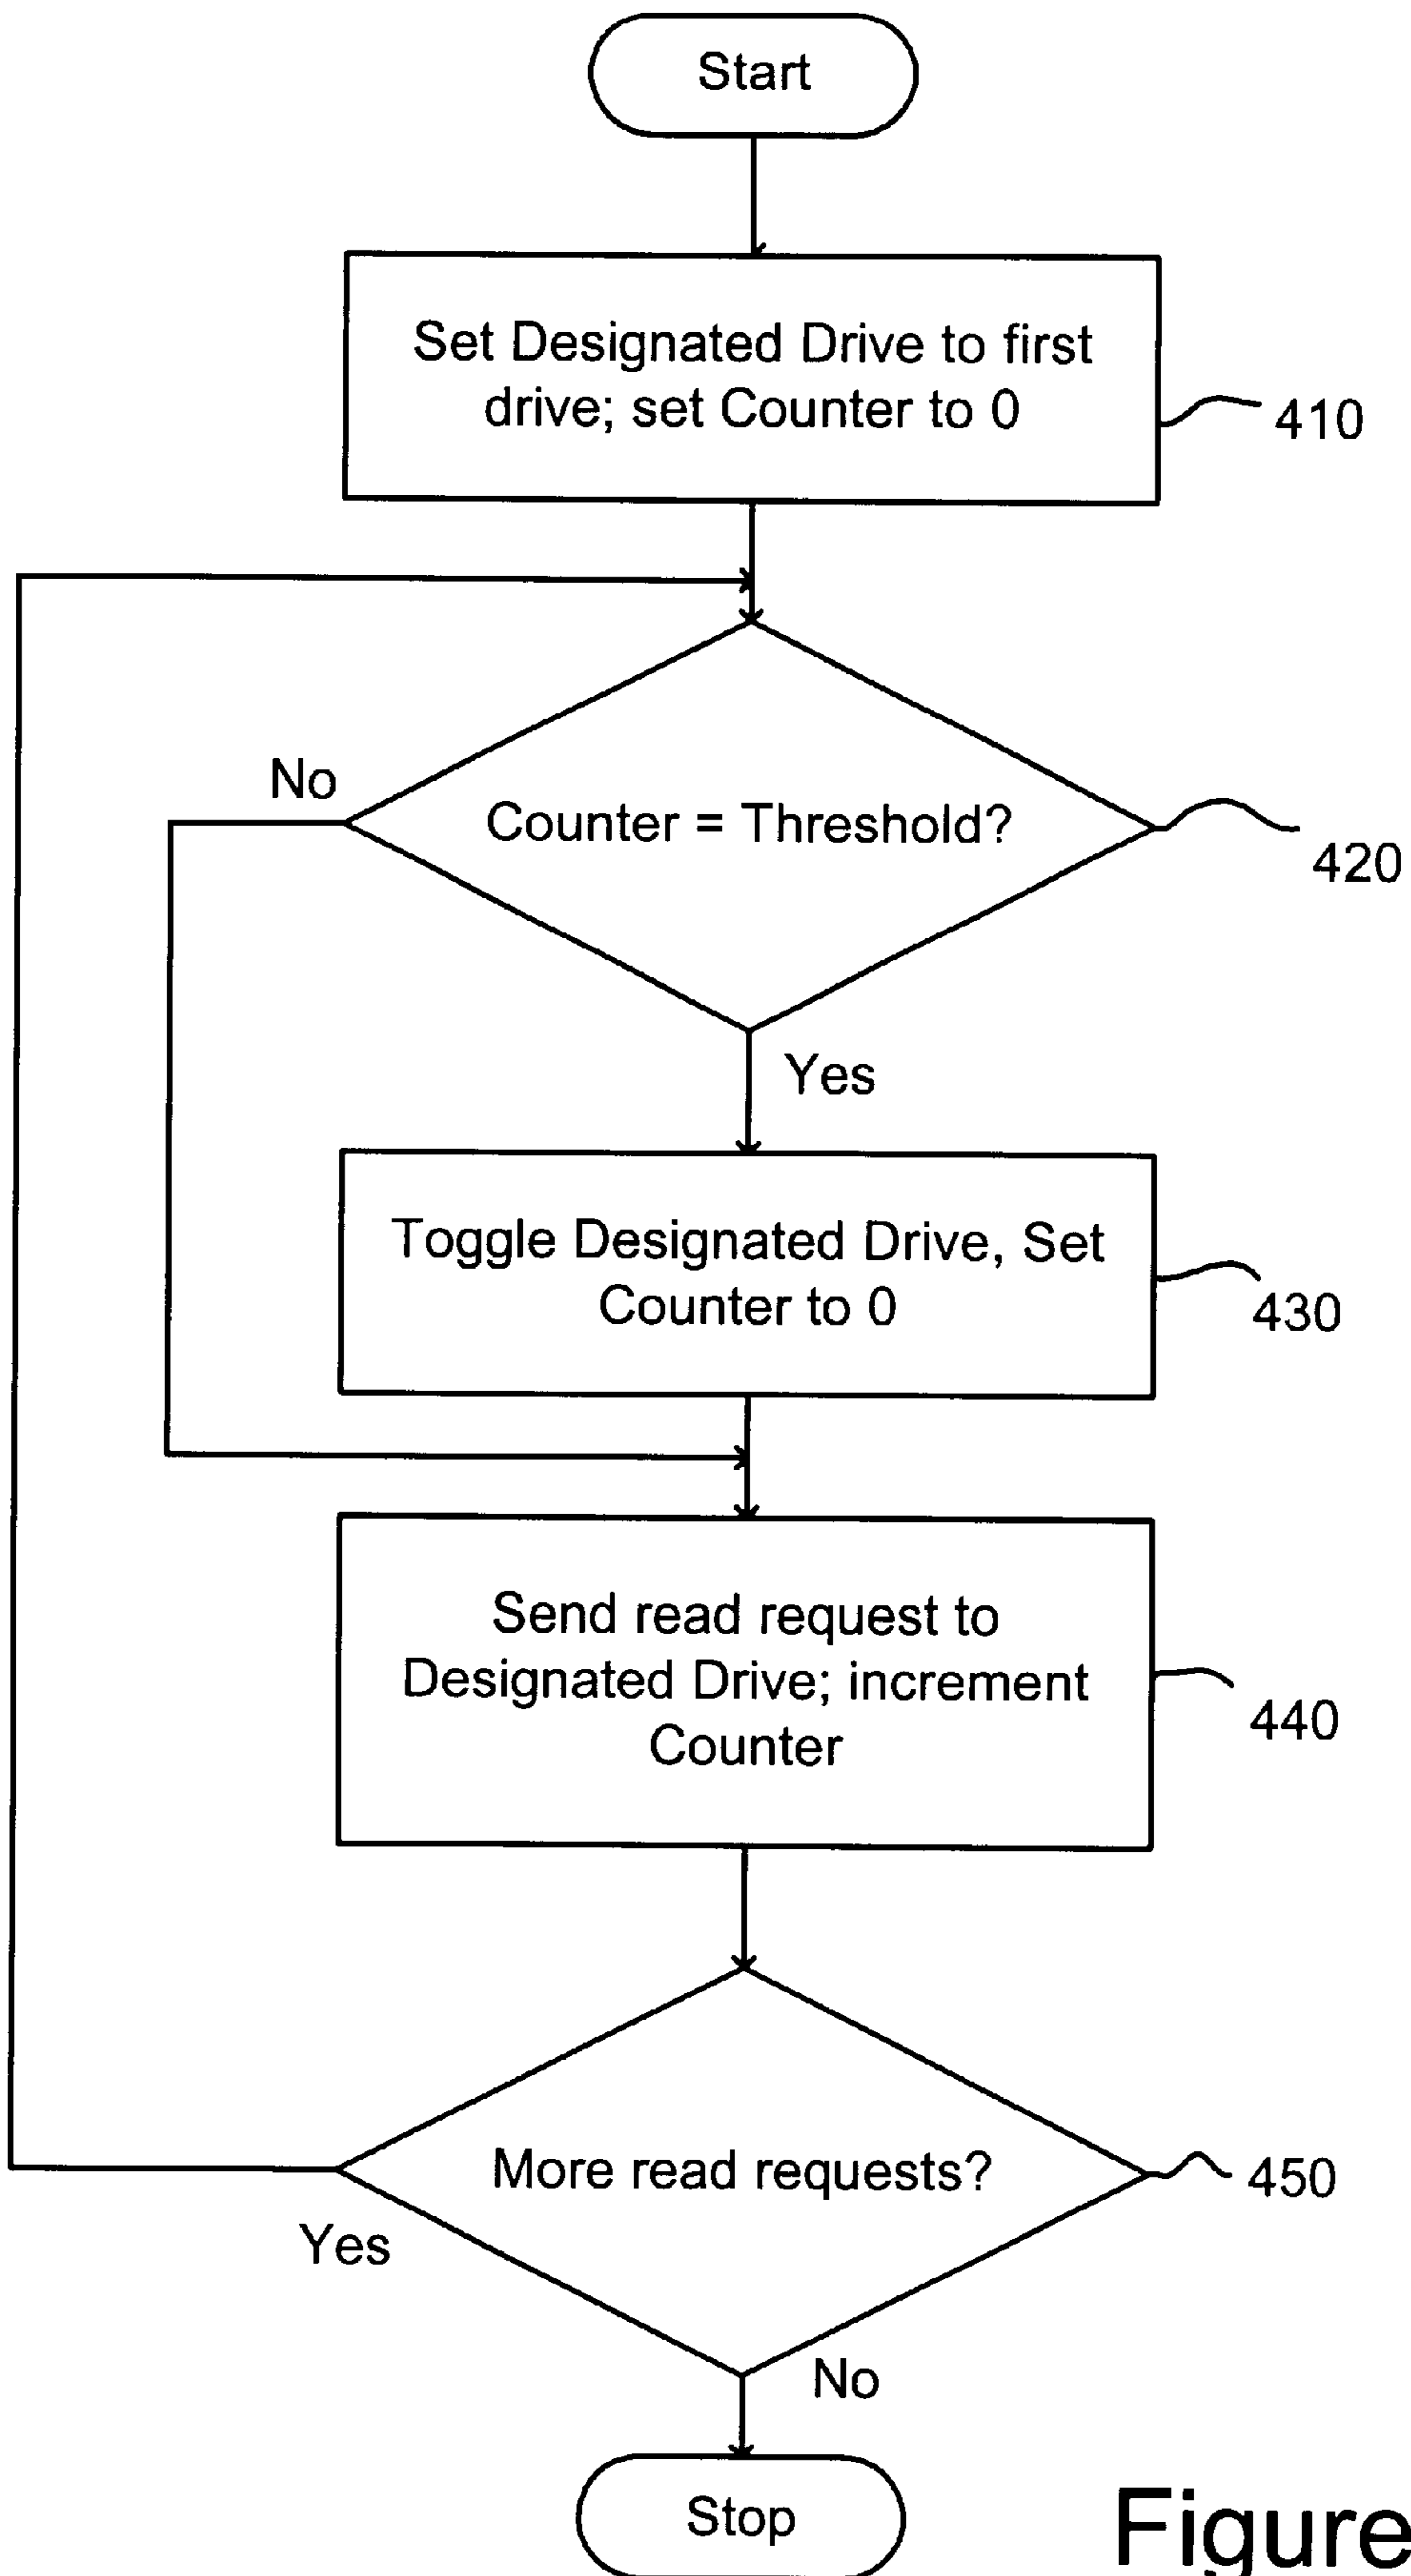 Start
Set Designated Drive to first
drive; set Counter to 0
410
No
Counter = Threshold?
420
Yes
Toggle Designated Drive, Set
Counter to 0
430
Send read request to
Designated Drive; increment
Counter
440
More read requests?
450
Yes
No
Stop
Figure